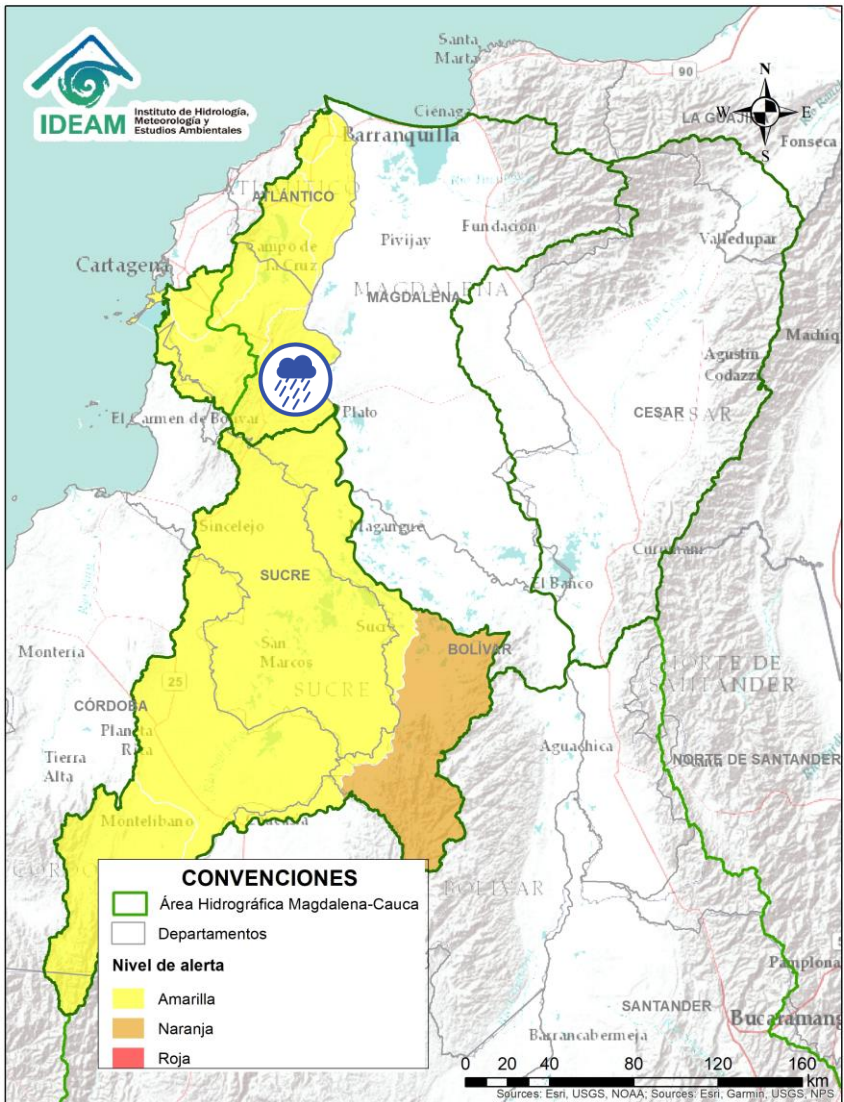 IDEAM
Instituto de Hidrología,
Meteorología y
Estudios Ambientales
Santa
Marta
90
N
W
E
S
Ciénaga
LA GUAJIRA
Barranquilla
Fonseca
ATLÁNTICO
ATLÁNTICO
Pivijay
Fundación
Valledupar
Campo de
la Cruz
Cartagena
MAGDALENA
MAGDALENA
Agustín
Codazzi
Plato
El Carmen de Bolívar
CESAR
CESAR
Sincelejo
Magangué
SUCRE
El Banco
Sucre
BOLÍVAR
San
Marcos
Montería
25
SUCRE
NORTE DE
SANTANDER
CÓRDOBA
Planeta
Rica
Aguachica
Tierra
Alta
NORTE DE SANTANDER
Montelíbano
BOLÍVAR
CONVENCIONES
Área Hidrográfica Magdalena-Cauca
Departamentos
Nivel de alerta
Amarilla
Naranja
Roja
Pamplona
SANTANDER
Barrancabermeja
0 20 40 80 120 160
km
Sources: Esri, USGS, NOAA; Sources: Esri, Garmin, USGS, NPS